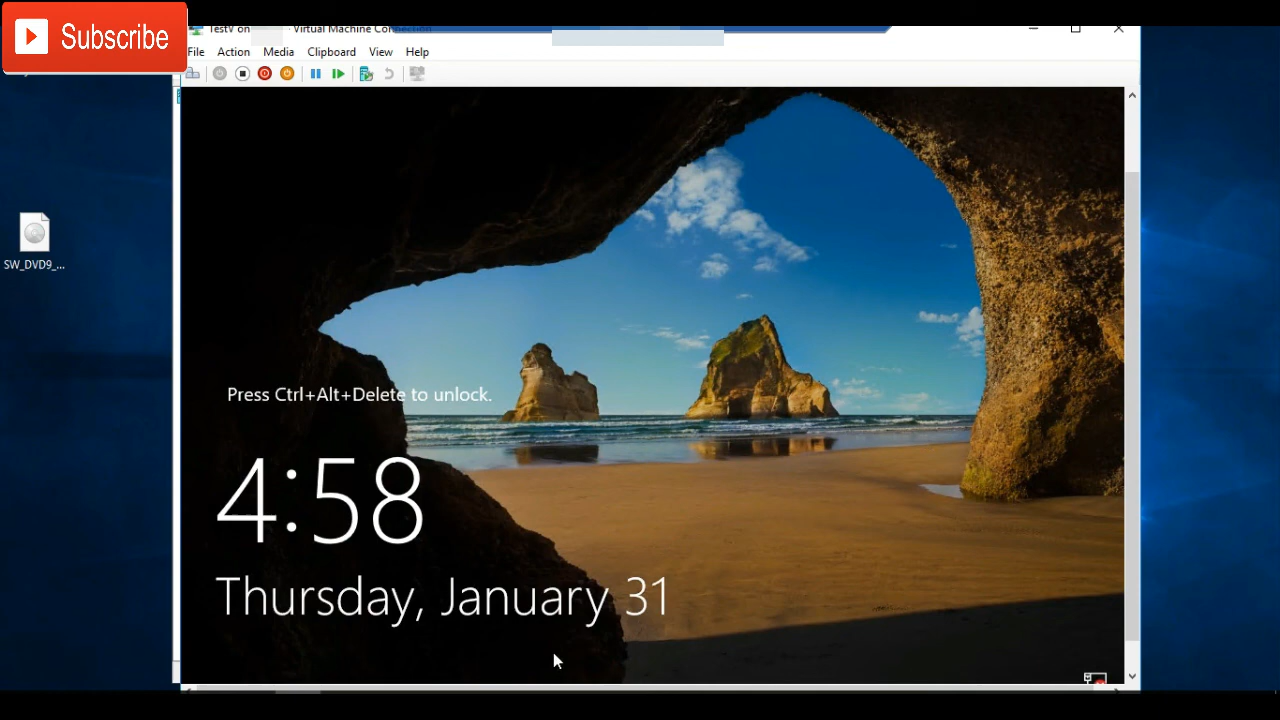 Subscribe
TestV on
- Virtual Machine Connection
File Action Media Clipboard View Help
SW_DVD9_...
Press Ctrl+Alt+Delete to unlock.
4:58
Thursday, January 31